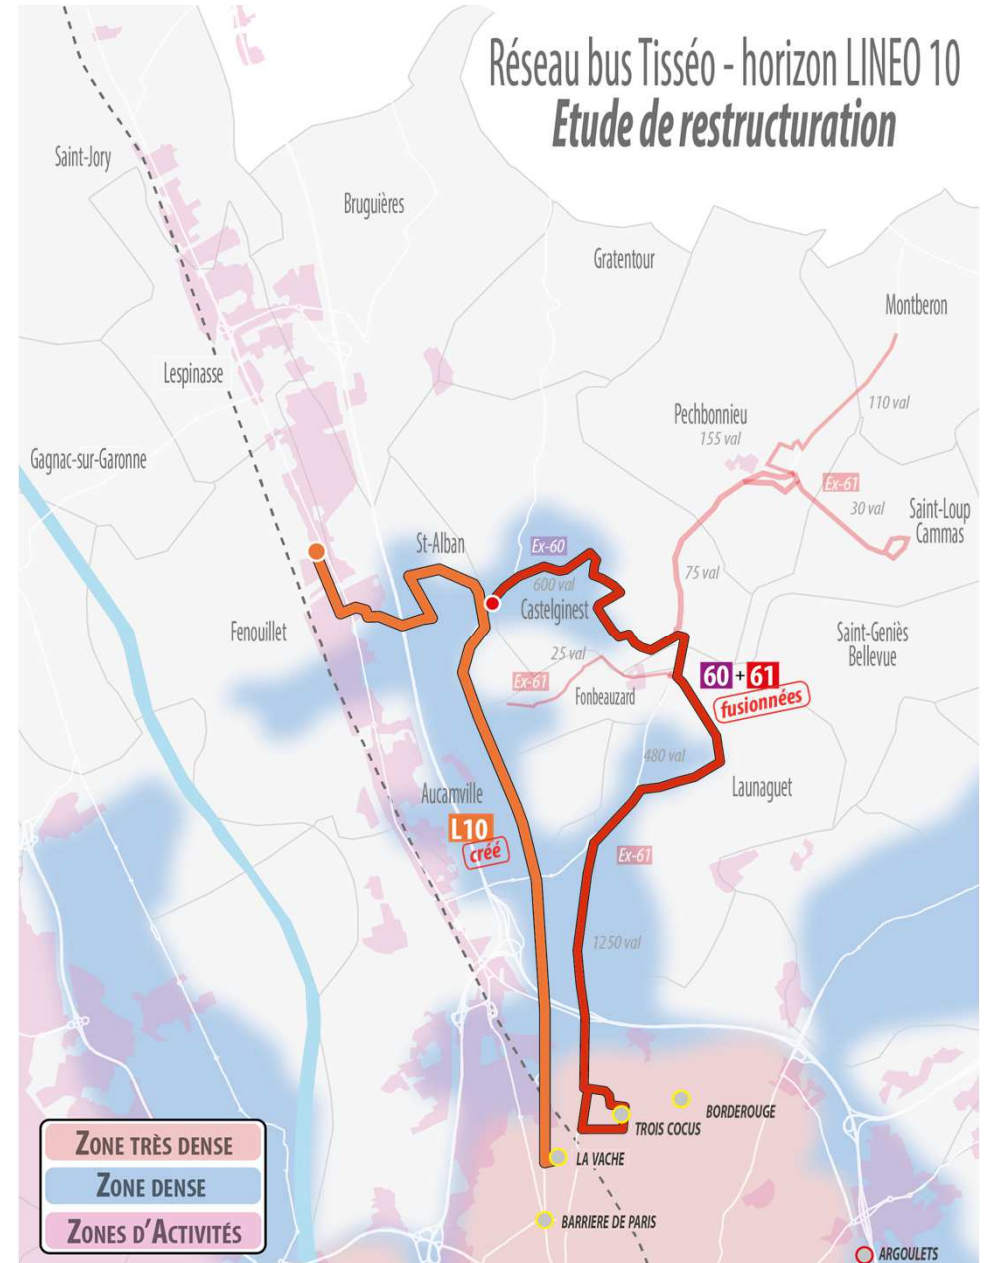 Réseau bus Tisséo - horizon LINEO 10
Etude de restructuration
Saint-Jory
Bruguières
Gratentour
Montberon
Lespinasse
110 val
Pechbonnieu
155 val
Gagnac-sur-Garonne
Ex-61
30 val
Saint-Loup
Cammas
St-Alban
Ex-60
600 val
75 val
Castelginest
Fenouillet
Saint-Geniès
Bellevue
25 val
Ex-61
Fonbeauzard
60 + 61
fusionnées
480 val
Launaguet
Aucamville
L10
créé
Ex-61
1250 val
BORDEROUGE
TROIS COCUS
LA VACHE
BARRIERE DE PARIS
ARGOULETS
ZONE TRÈS DENSE
ZONE DENSE
ZONES D'ACTIVITÉS